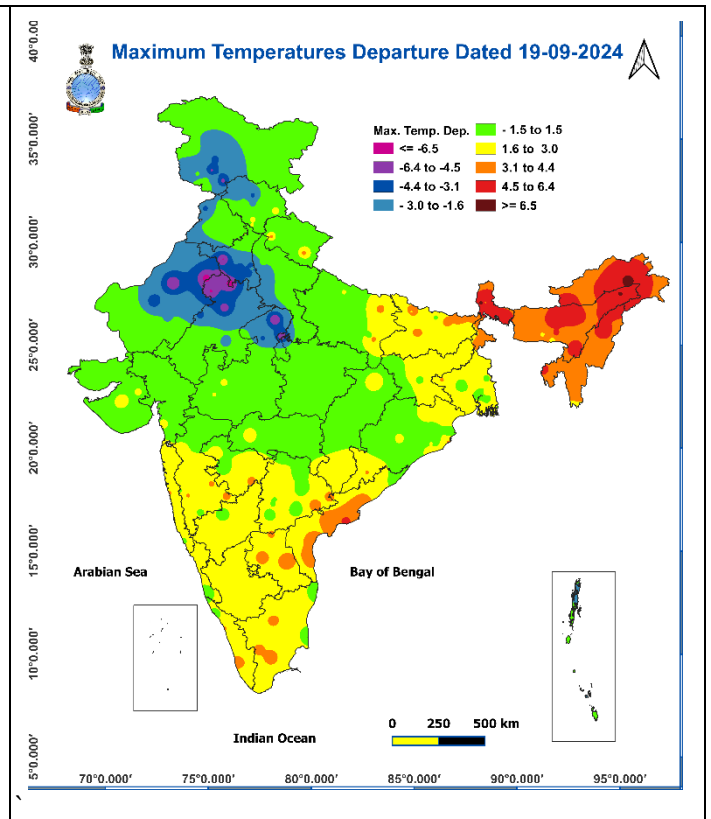 Maximum Temperatures Departure Dated 19-09-2024
Max. Temp. Dep.
<= -6.5
-6.4 to -4.5
-4.4 to -3.1
- 3.0 to -1.6
- 1.5 to 1.5
1.6 to 3.0
3.1 to 4.4
4.5 to 6.4
>= 6.5
40°0.00
35°0.000'
30°0.000'
25°0.000'
20°0.000'
15°0.000'
10°0.000'
5°0.000'
Arabian Sea
Bay of Bengal
Indian Ocean
0 250 500 km
70°0.000' 75°0.000' 80°0.000' 85°0.000' 90°0.000' 95°0.000'
`